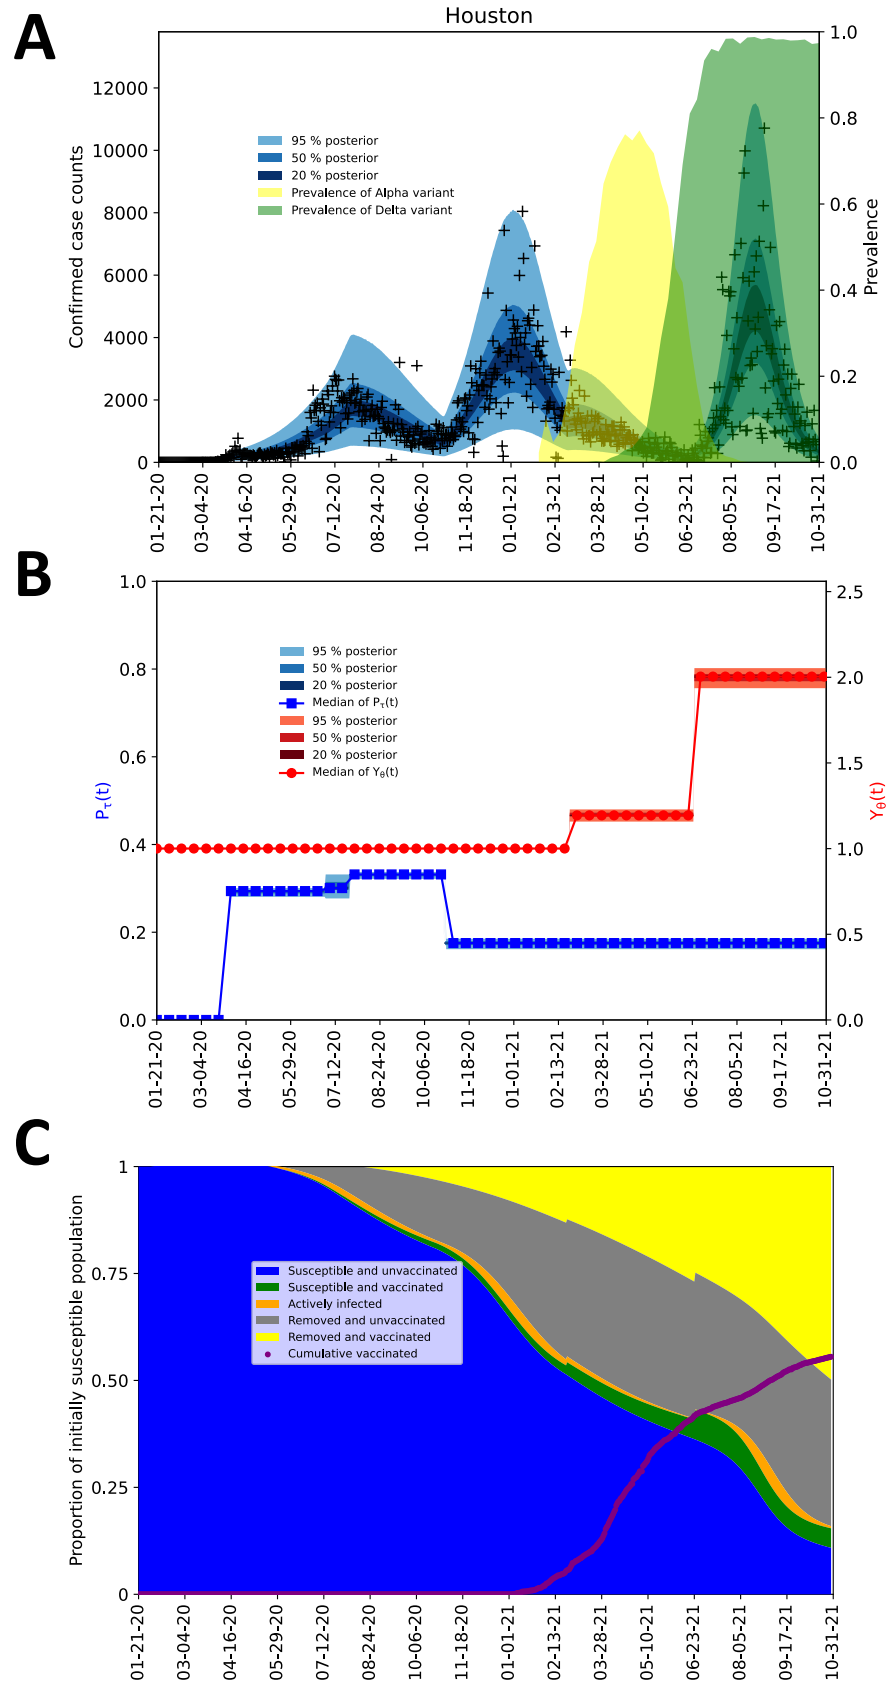 A
Houston
Confirmed case counts
12000
10000
8000
6000
4000
2000
0
1.0
0.8
0.6
0.4
0.2
0.0
Prevalence
95 % posterior
50 % posterior
20 % posterior
Prevalence of Alpha variant
Prevalence of Delta variant
01-21-20
03-04-20
04-16-20
05-29-20
07-12-20
08-24-20
10-06-20
11-18-20
01-01-21
02-13-21
03-28-21
05-10-21
06-23-21
08-05-21
09-17-21
10-31-21
B
P_τ(t)
1.0
0.8
0.6
0.4
0.2
0.0
2.5
2.0
1.5
1.0
0.5
0.0
Y_θ(t)
95 % posterior
50 % posterior
20 % posterior
Median of P_τ(t)
95 % posterior
50 % posterior
20 % posterior
Median of Y_θ(t)
01-21-20
03-04-20
04-16-20
05-29-20
07-12-20
08-24-20
10-06-20
11-18-20
01-01-21
02-13-21
03-28-21
05-10-21
06-23-21
08-05-21
09-17-21
10-31-21
C
Proportion of initially susceptible population
1
0.75
0.50
0.25
0
Susceptible and unvaccinated
Susceptible and vaccinated
Actively infected
Removed and unvaccinated
Removed and vaccinated
Cumulative vaccinated
01-21-20
03-04-20
04-16-20
05-29-20
07-12-20
08-24-20
10-06-20
11-18-20
01-01-21
02-13-21
03-28-21
05-10-21
06-23-21
08-05-21
09-17-21
10-31-21